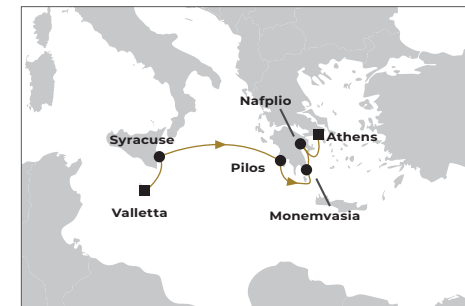 Nafplio
Athens
Syracuse
Pilos
Valletta
Monemvasia